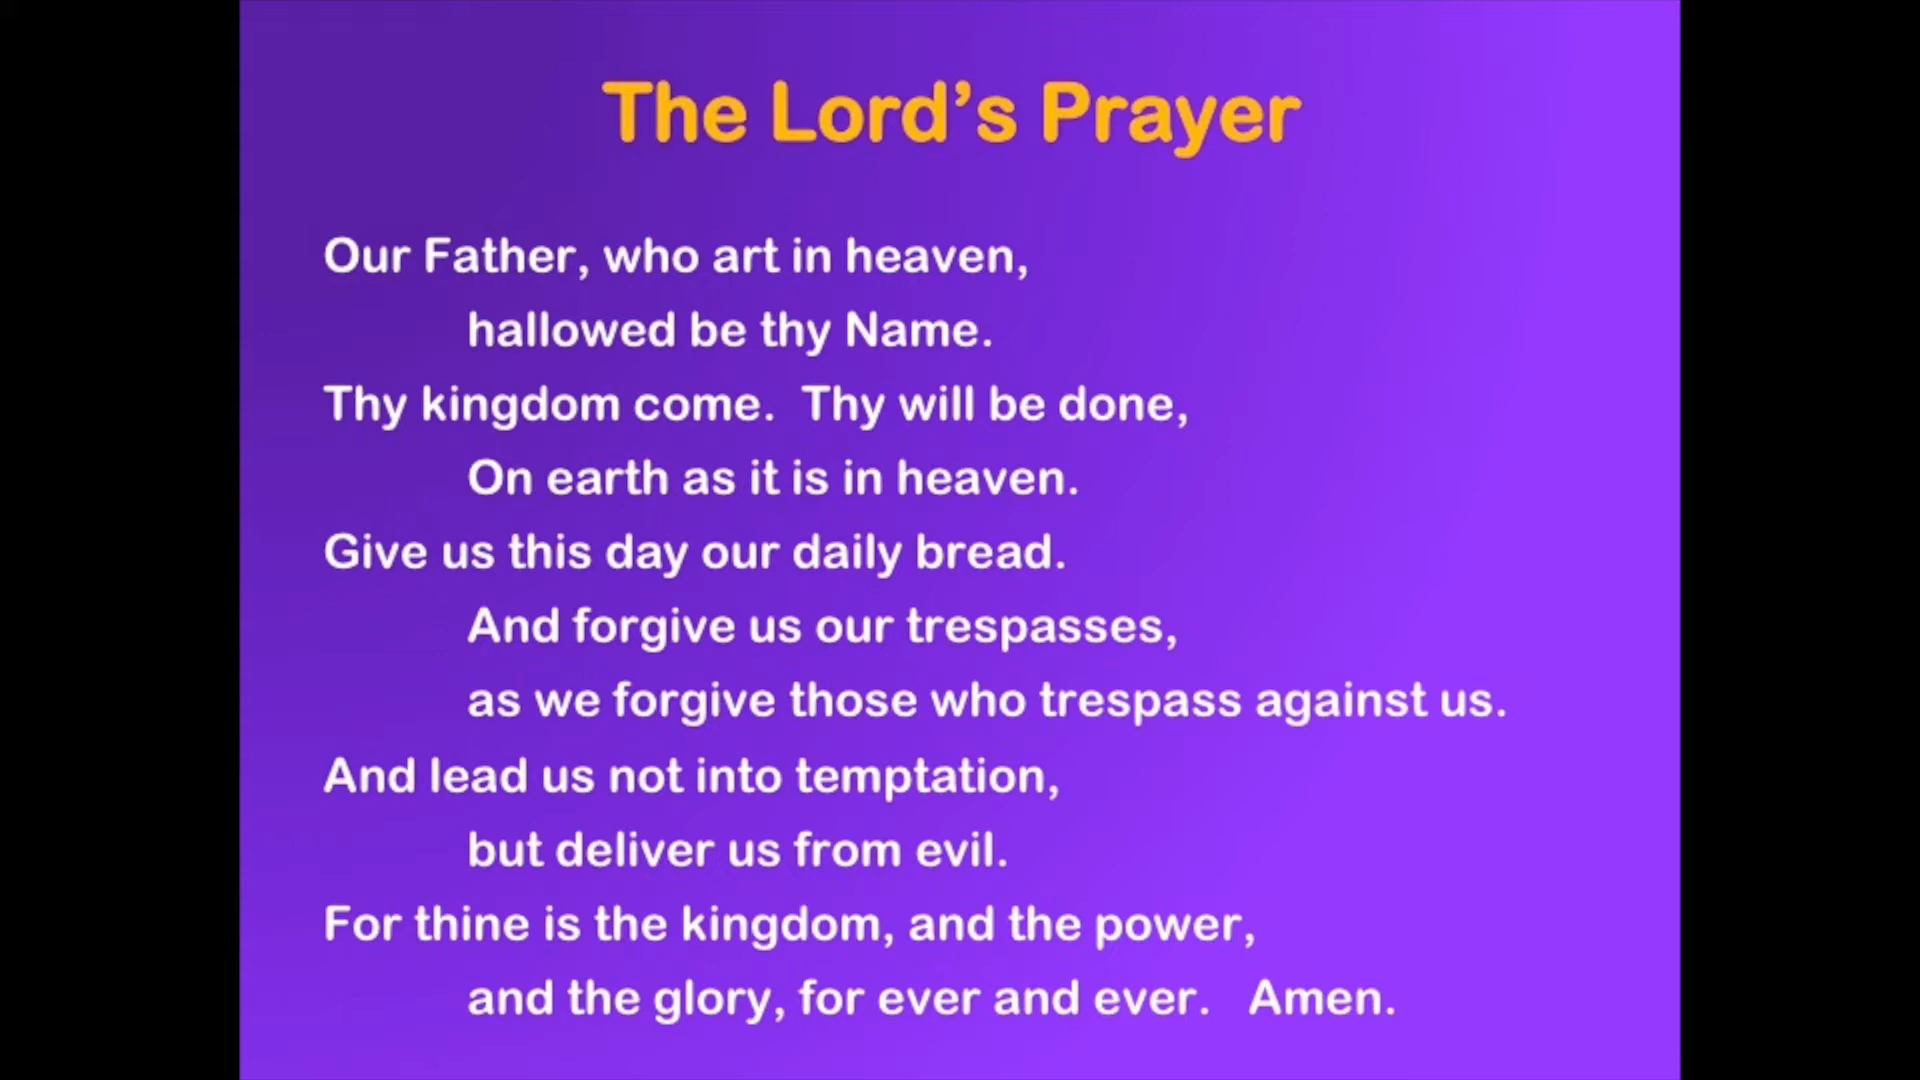 The Lord’s Prayer
Our Father, who art in heaven,
hallowed be thy Name.
Thy kingdom come.  Thy will be done,
On earth as it is in heaven.
Give us this day our daily bread.
And forgive us our trespasses,
as we forgive those who trespass against us.
And lead us not into temptation,
but deliver us from evil.
For thine is the kingdom, and the power,
and the glory, for ever and ever.   Amen.